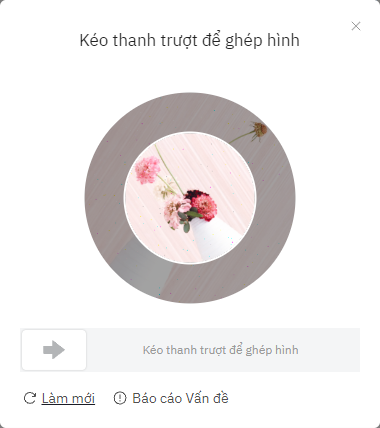 Kéo thanh trượt để ghép hình
Kéo thanh trượt để ghép hình
Làm mới
Báo cáo Vấn đề